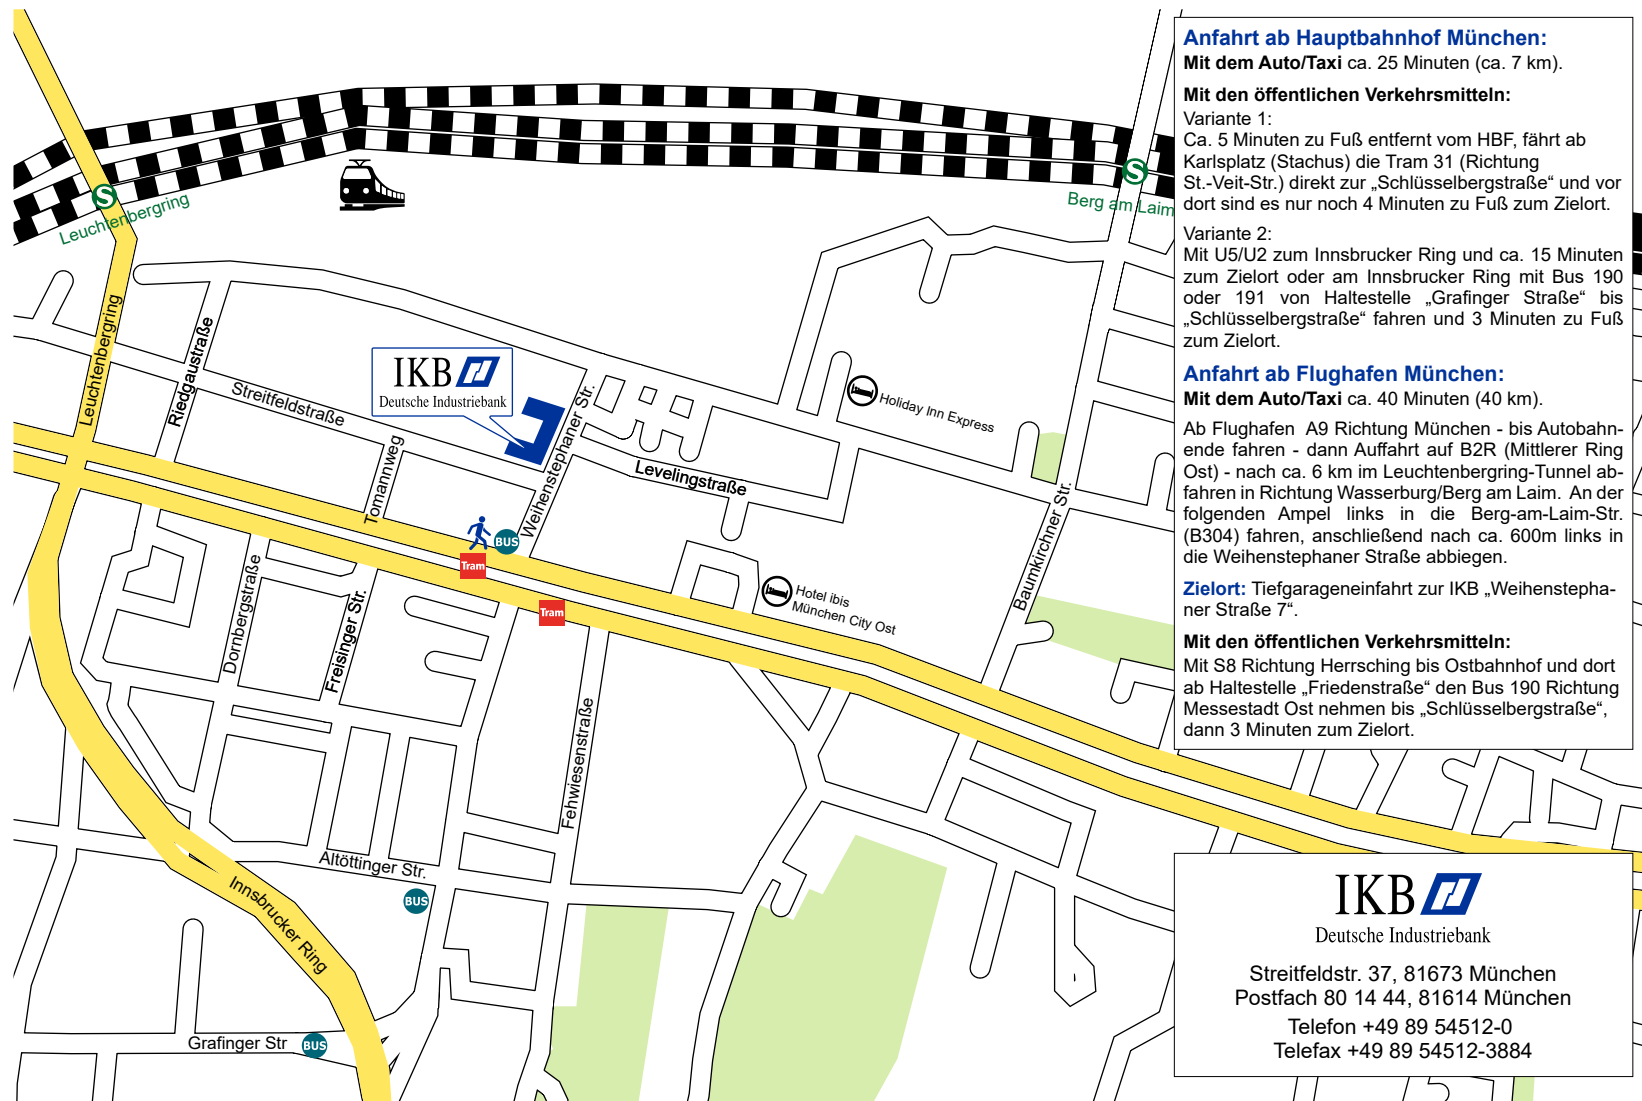 Anfahrt ab Hauptbahnhof München:
Mit dem Auto/Taxi ca. 25 Minuten (ca. 7 km).
Mit den öffentlichen Verkehrsmitteln:
Variante 1:
Ca. 5 Minuten zu Fuß entfernt vom HBF, fährt ab
Karlsplatz (Stachus) die Tram 31 (Richtung
St.-Veit-Str.) direkt zur „Schlüsselbergstraße“ und vor
dort sind es nur noch 4 Minuten zu Fuß zum Zielort.
Variante 2:
Mit U5/U2 zum Innsbrucker Ring und ca. 15 Minuten
zum Zielort oder am Innsbrucker Ring mit Bus 190
oder 191 von Haltestelle „Grafinger Straße“ bis
„Schlüsselbergstraße“ fahren und 3 Minuten zu Fuß
zum Zielort.
Anfahrt ab Flughafen München:
Mit dem Auto/Taxi ca. 40 Minuten (40 km).
Ab Flughafen A9 Richtung München - bis Autobahn-
ende fahren - dann Auffahrt auf B2R (Mittlerer Ring
Ost) - nach ca. 6 km im Leuchtenbergring-Tunnel ab-
fahren in Richtung Wasserburg/Berg am Laim. An der
folgenden Ampel links in die Berg-am-Laim-Str.
(B304) fahren, anschließend nach ca. 600m links in
die Weihenstephaner Straße abbiegen.
Zielort: Tiefgarageneinfahrt zur IKB „Weihenstepha-
ner Straße 7“.
Mit den öffentlichen Verkehrsmitteln:
Mit S8 Richtung Herrsching bis Ostbahnhof und dort
ab Haltestelle „Friedenstraße“ den Bus 190 Richtung
Messestadt Ost nehmen bis „Schlüsselbergstraße“,
dann 3 Minuten zum Zielort.
S
Leuchtenbergring
S
Berg am Laim
Leuchtenbergring
Riedgaustraße
Streitfeldstraße
IKB
Deutsche Industriebank
Tomannweg
Weihenstephaner Str.
Levelingstraße
Holiday Inn Express
BUS
Tram
Tram
Hotel ibis
München City Ost
Baumkirchner Str.
Dornbergstraße
Freisinger Str.
Fehwiesenstraße
Altöttinger Str.
BUS
Innsbrucker Ring
Grafinger Str
BUS
IKB
Deutsche Industriebank
Streitfeldstr. 37, 81673 München
Postfach 80 14 44, 81614 München
Telefon +49 89 54512-0
Telefax +49 89 54512-3884